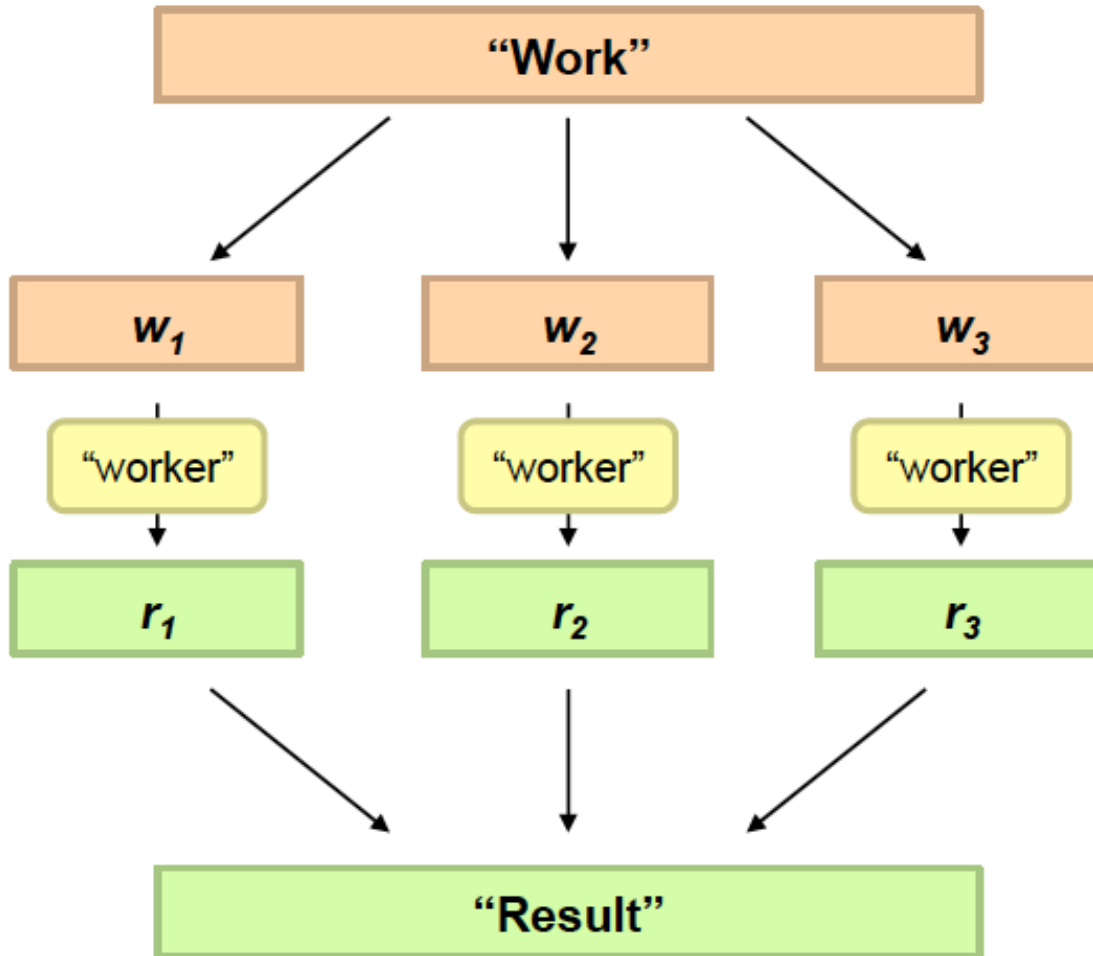 “Work”
w₁ w₂ w₃
“worker” “worker” “worker”
r₁ r₂ r₃
“Result”